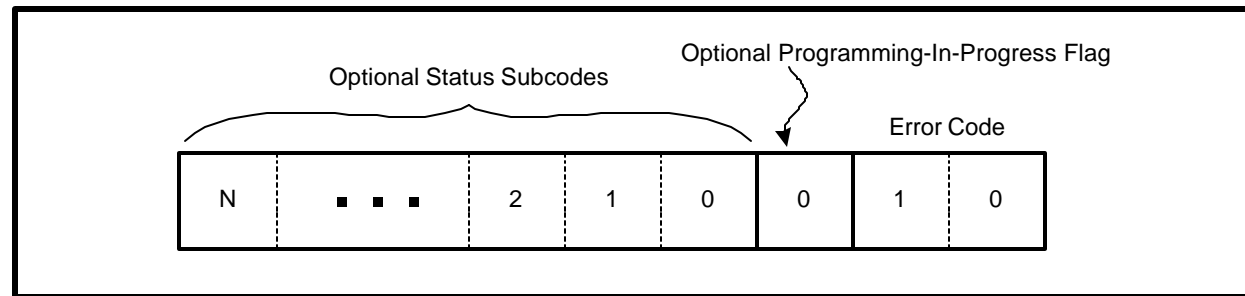 Optional Programming-In-Progress Flag
Optional Status Subcodes
Error Code
N ▪ ▪ ▪ 2 1 0 0 1 0